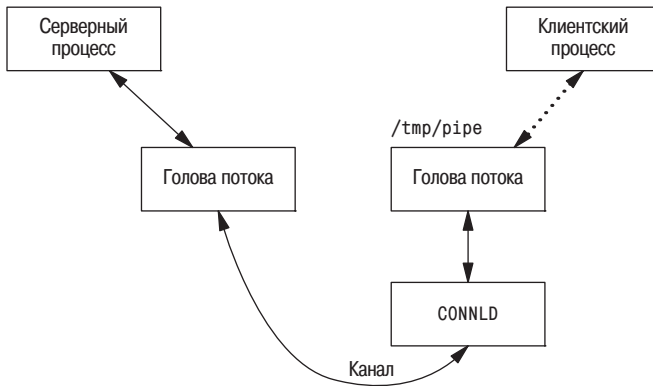 Серверный
процесс
Клиентский
процесс
/tmp/pipe
Голова потока
Голова потока
CONNLD
Канал